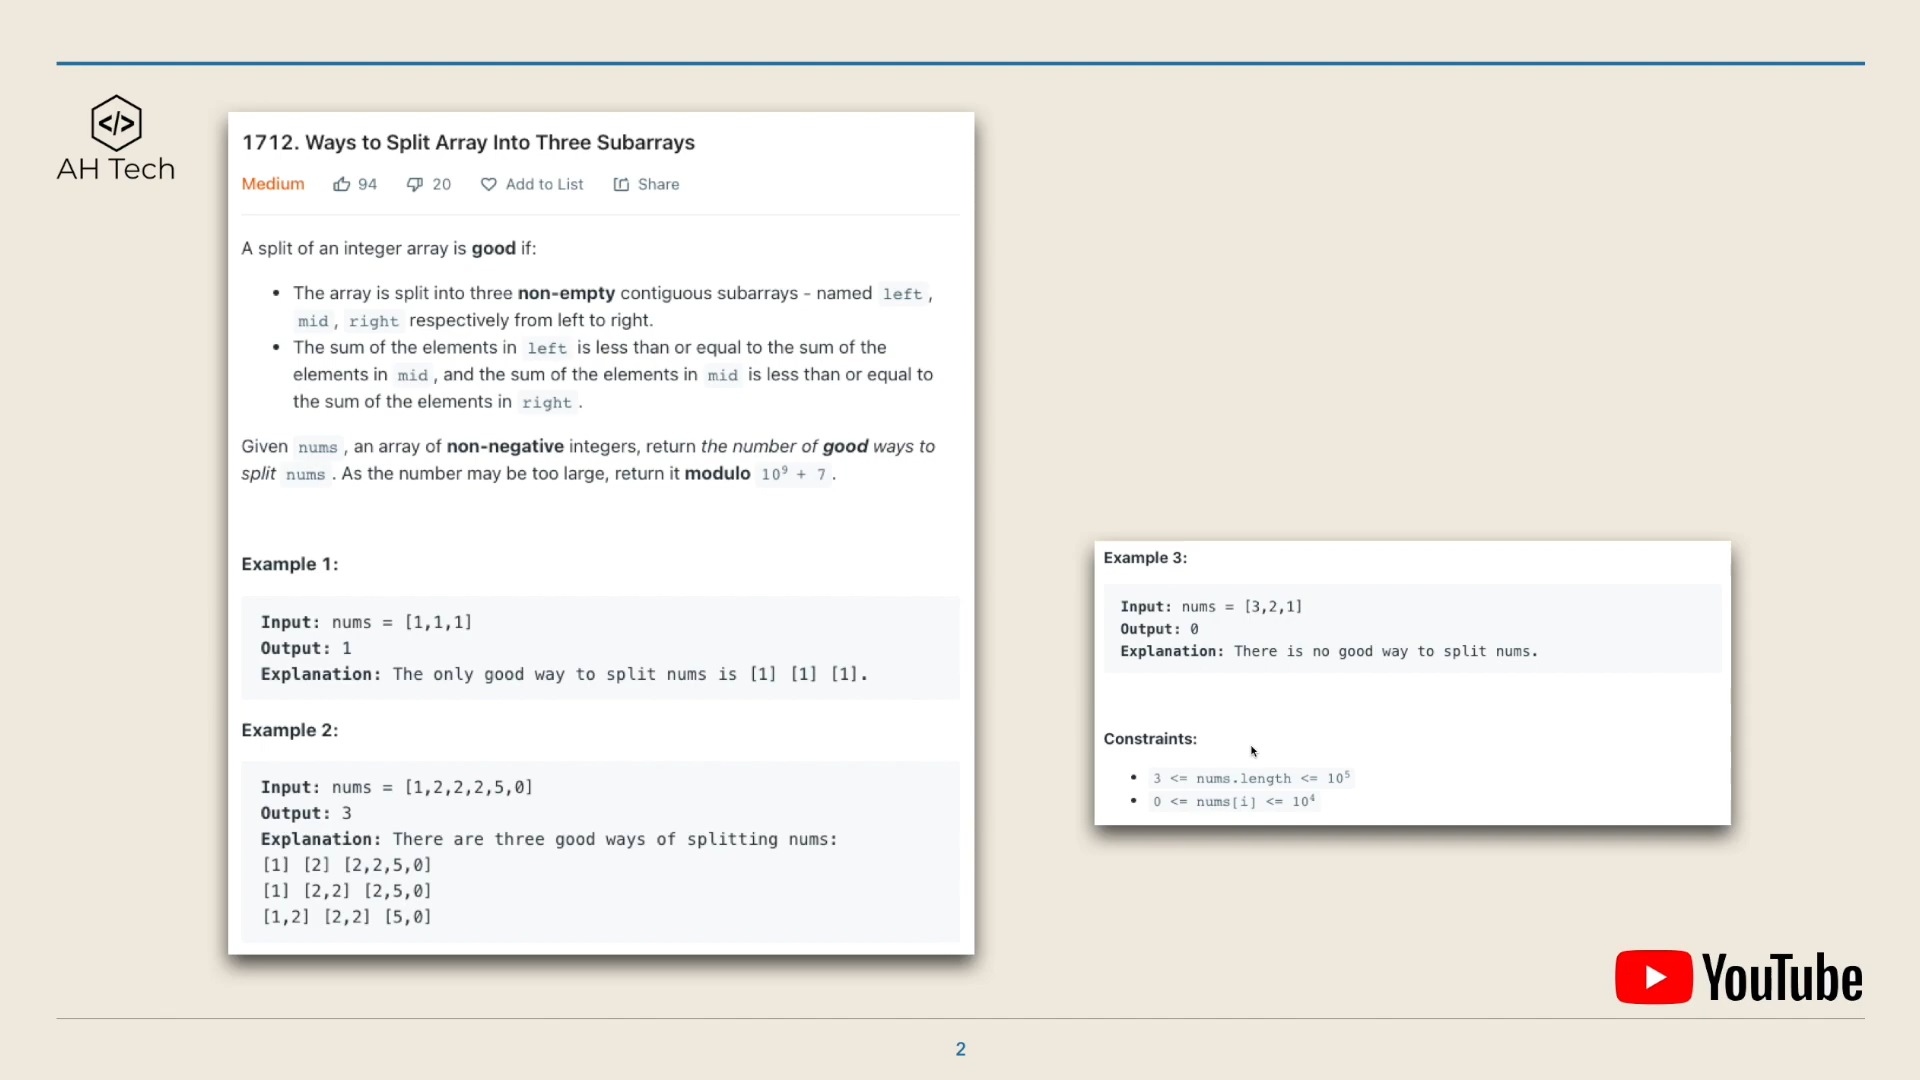 </>
AH Tech
1712. Ways to Split Array Into Three Subarrays
Medium 94 20 Add to List Share
A split of an integer array is good if:
• The array is split into three non-empty contiguous subarrays - named left,
mid, right respectively from left to right.
• The sum of the elements in left is less than or equal to the sum of the
elements in mid, and the sum of the elements in mid is less than or equal to
the sum of the elements in right.
Given nums, an array of non-negative integers, return the number of good ways to
split nums. As the number may be too large, return it modulo 10⁹ + 7.
Example 1:
Input: nums = [1,1,1]
Output: 1
Explanation: The only good way to split nums is [1] [1] [1].
Example 2:
Input: nums = [1,2,2,2,5,0]
Output: 3
Explanation: There are three good ways of splitting nums:
[1] [2] [2,2,5,0]
[1] [2,2] [2,5,0]
[1,2] [2,2] [5,0]
Example 3:
Input: nums = [3,2,1]
Output: 0
Explanation: There is no good way to split nums.
Constraints:
• 3 <= nums.length <= 10⁵
• 0 <= nums[i] <= 10⁴
YouTube
2